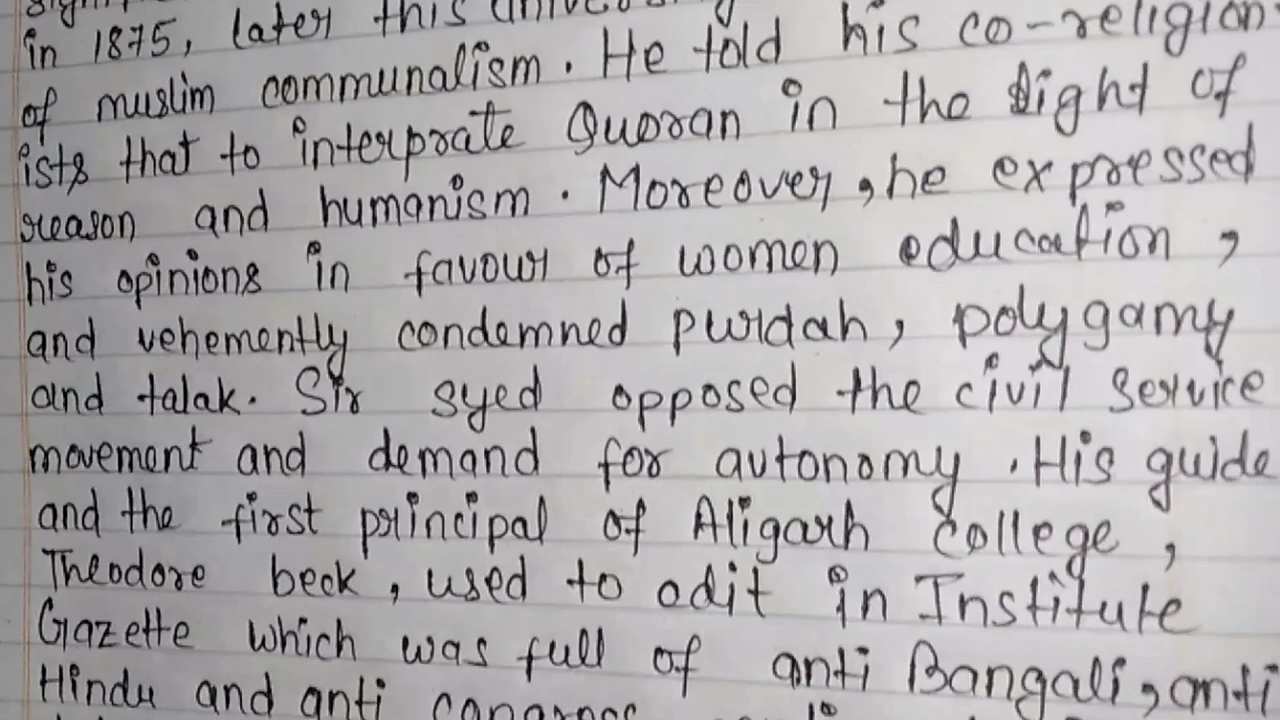 in 1875, later this
of muslim communalism. He told his co-religion-
ists that to interprate Quoran in the light of
reason and humanism. Moreover, he expressed
his opinions in favour of women education,
and vehemently condemned purdah, polygamy
and talak. Sir syed opposed the civil Service
movement and demand for autonomy. His guide
and the first principal of Aligarh College,
Theodore beck, used to edit in Institute
Gazette which was full of anti Bangali, anti
Hindu and anti congress